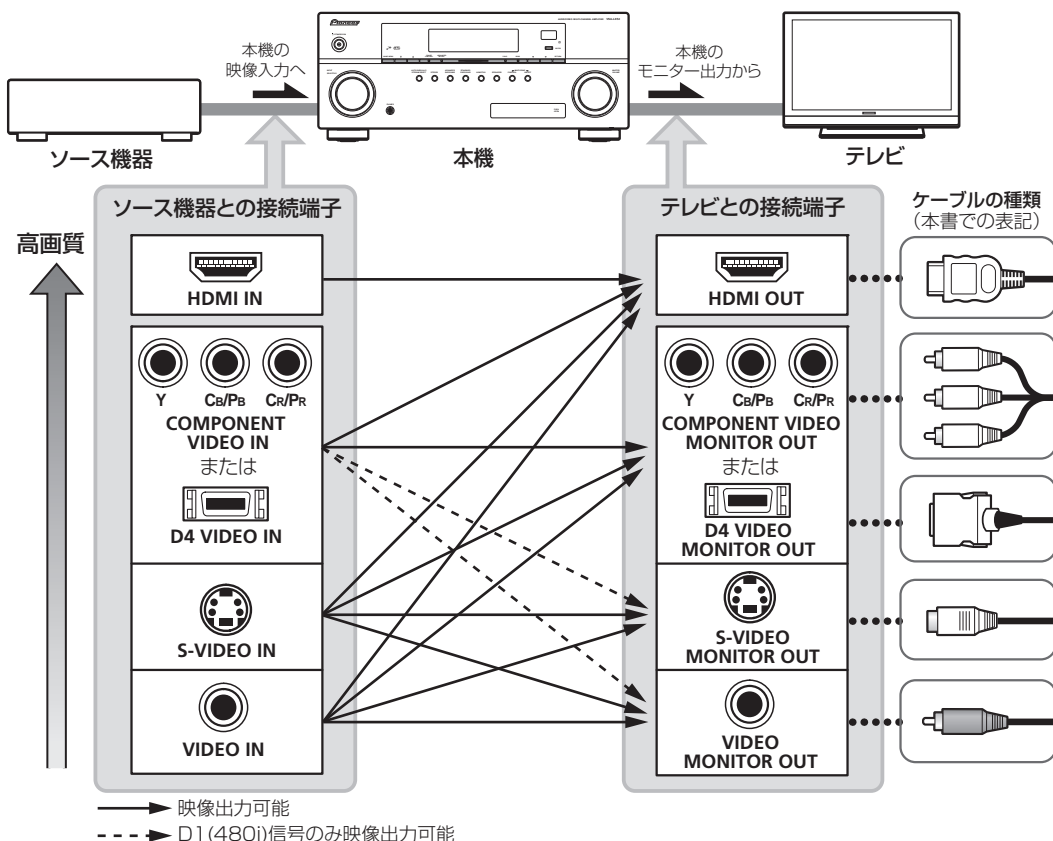 PIONEER
本機の
映像入力へ
本機の
モニター出力から
ソース機器
本機
テレビ
ソース機器との接続端子
テレビとの接続端子
ケーブルの種類
（本書での表記）
高画質
HDMI IN
HDMI OUT
Y CB/PB CR/PR
COMPONENT
VIDEO IN
または
D4 VIDEO IN
Y CB/PB CR/PR
COMPONENT VIDEO
MONITOR OUT
または
D4 VIDEO
MONITOR OUT
S-VIDEO IN
S-VIDEO
MONITOR OUT
VIDEO IN
VIDEO
MONITOR OUT
映像出力可能
D1(480i)信号のみ映像出力可能